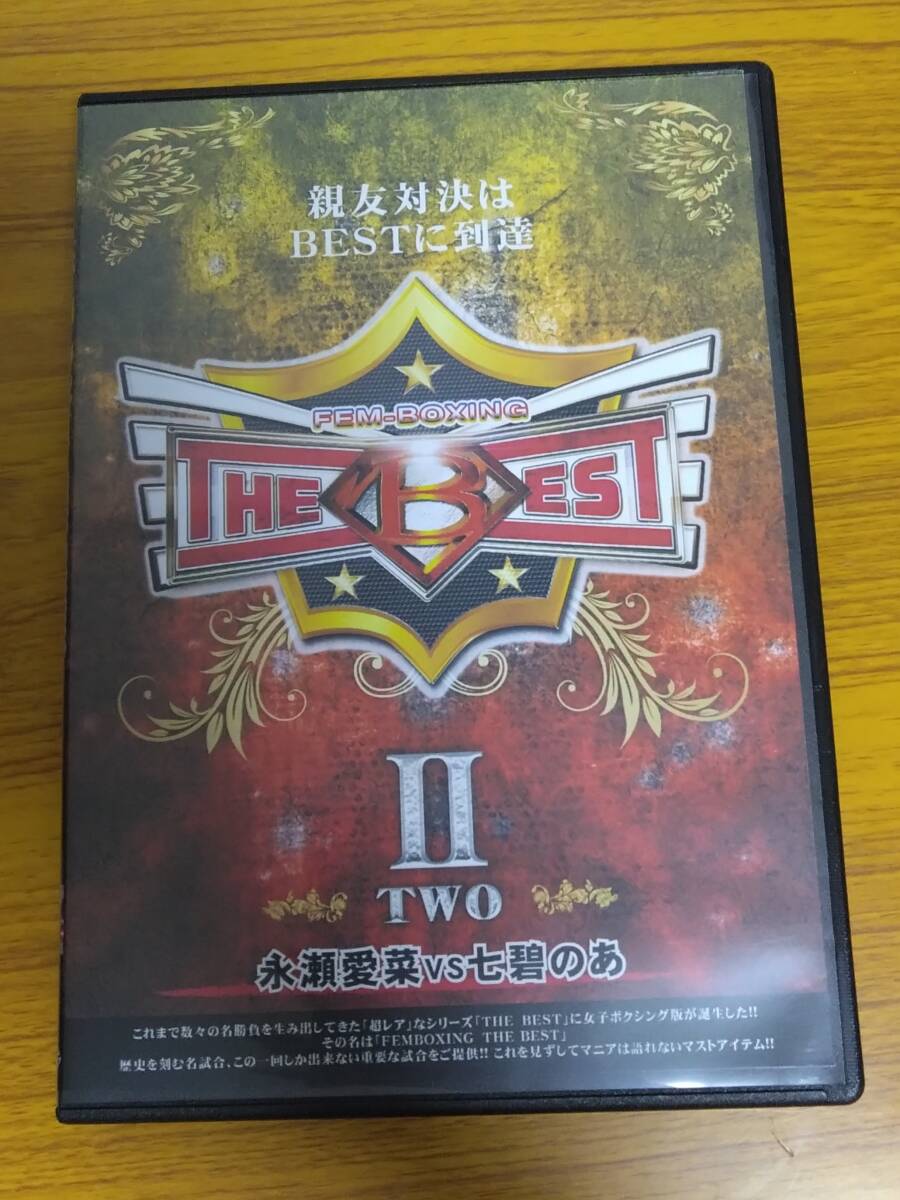 親友対決は
BESTに到達
FEM-BOXING
THE BEST
II
TWO
永瀬愛菜vs七碧のあ
これまで数々の名勝負を生み出してきた「超レア」なシリーズ「THE BEST」に女子ボクシング版が誕生した!!
その名は「FEMBOXING THE BEST」
歴史を刻む名試合、この一回しか出来ない重要な試合をご提供!! これを見ずしてマニアは語れないマストアイテム!!